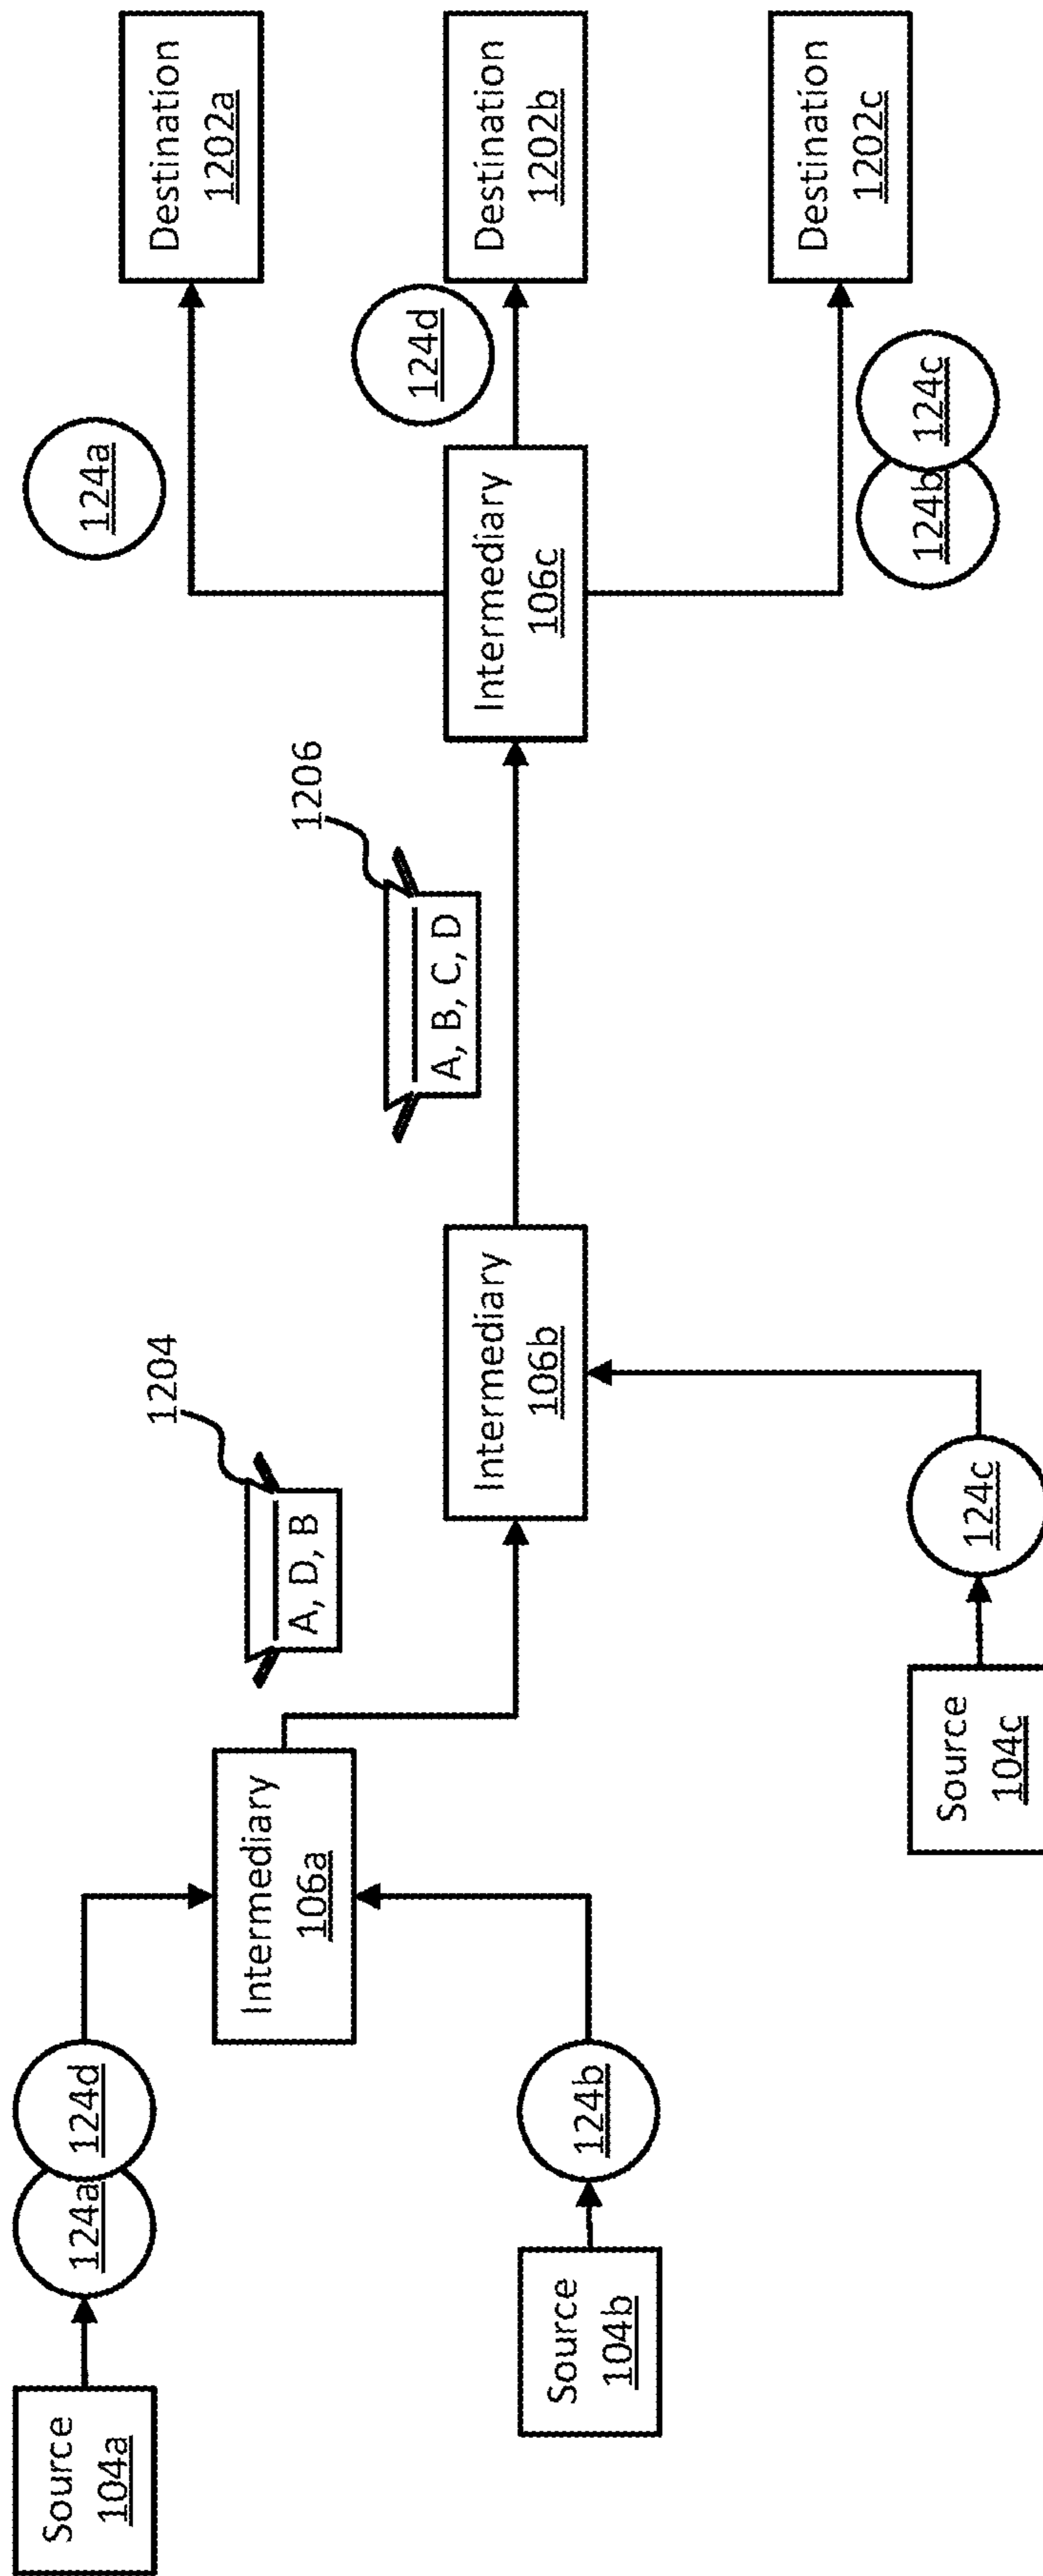 Source
104a
124a
124d
Source
104b
124b
Intermediary
106a
1204
A, D, B
Source
104c
124c
Intermediary
106b
1206
A, B, C, D
Intermediary
106c
124a
124d
124b
124c
Destination
1202a
Destination
1202b
Destination
1202c